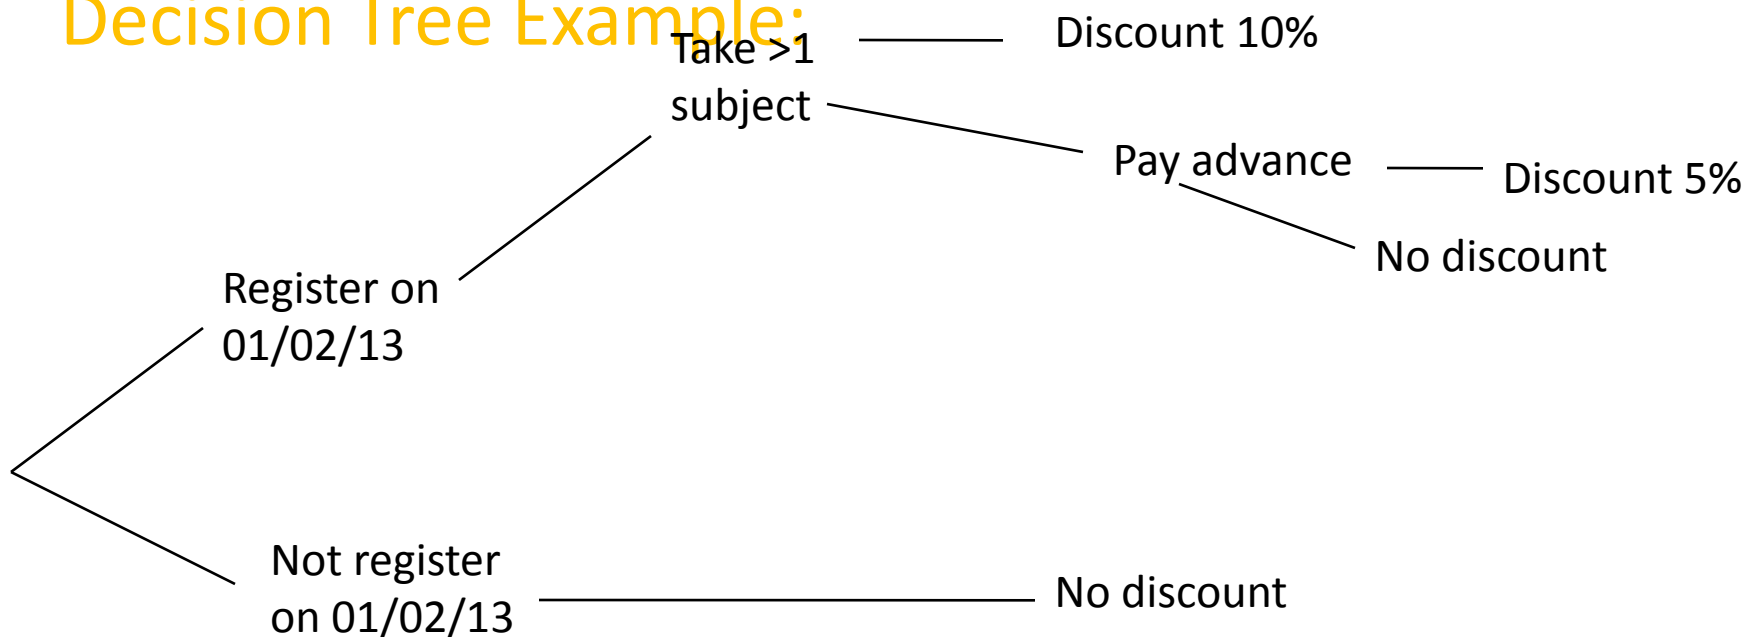 Decision Tree Example:
Take >1
subject
Discount 10%
Pay advance
Discount 5%
No discount
Register on
01/02/13
Not register
on 01/02/13
No discount